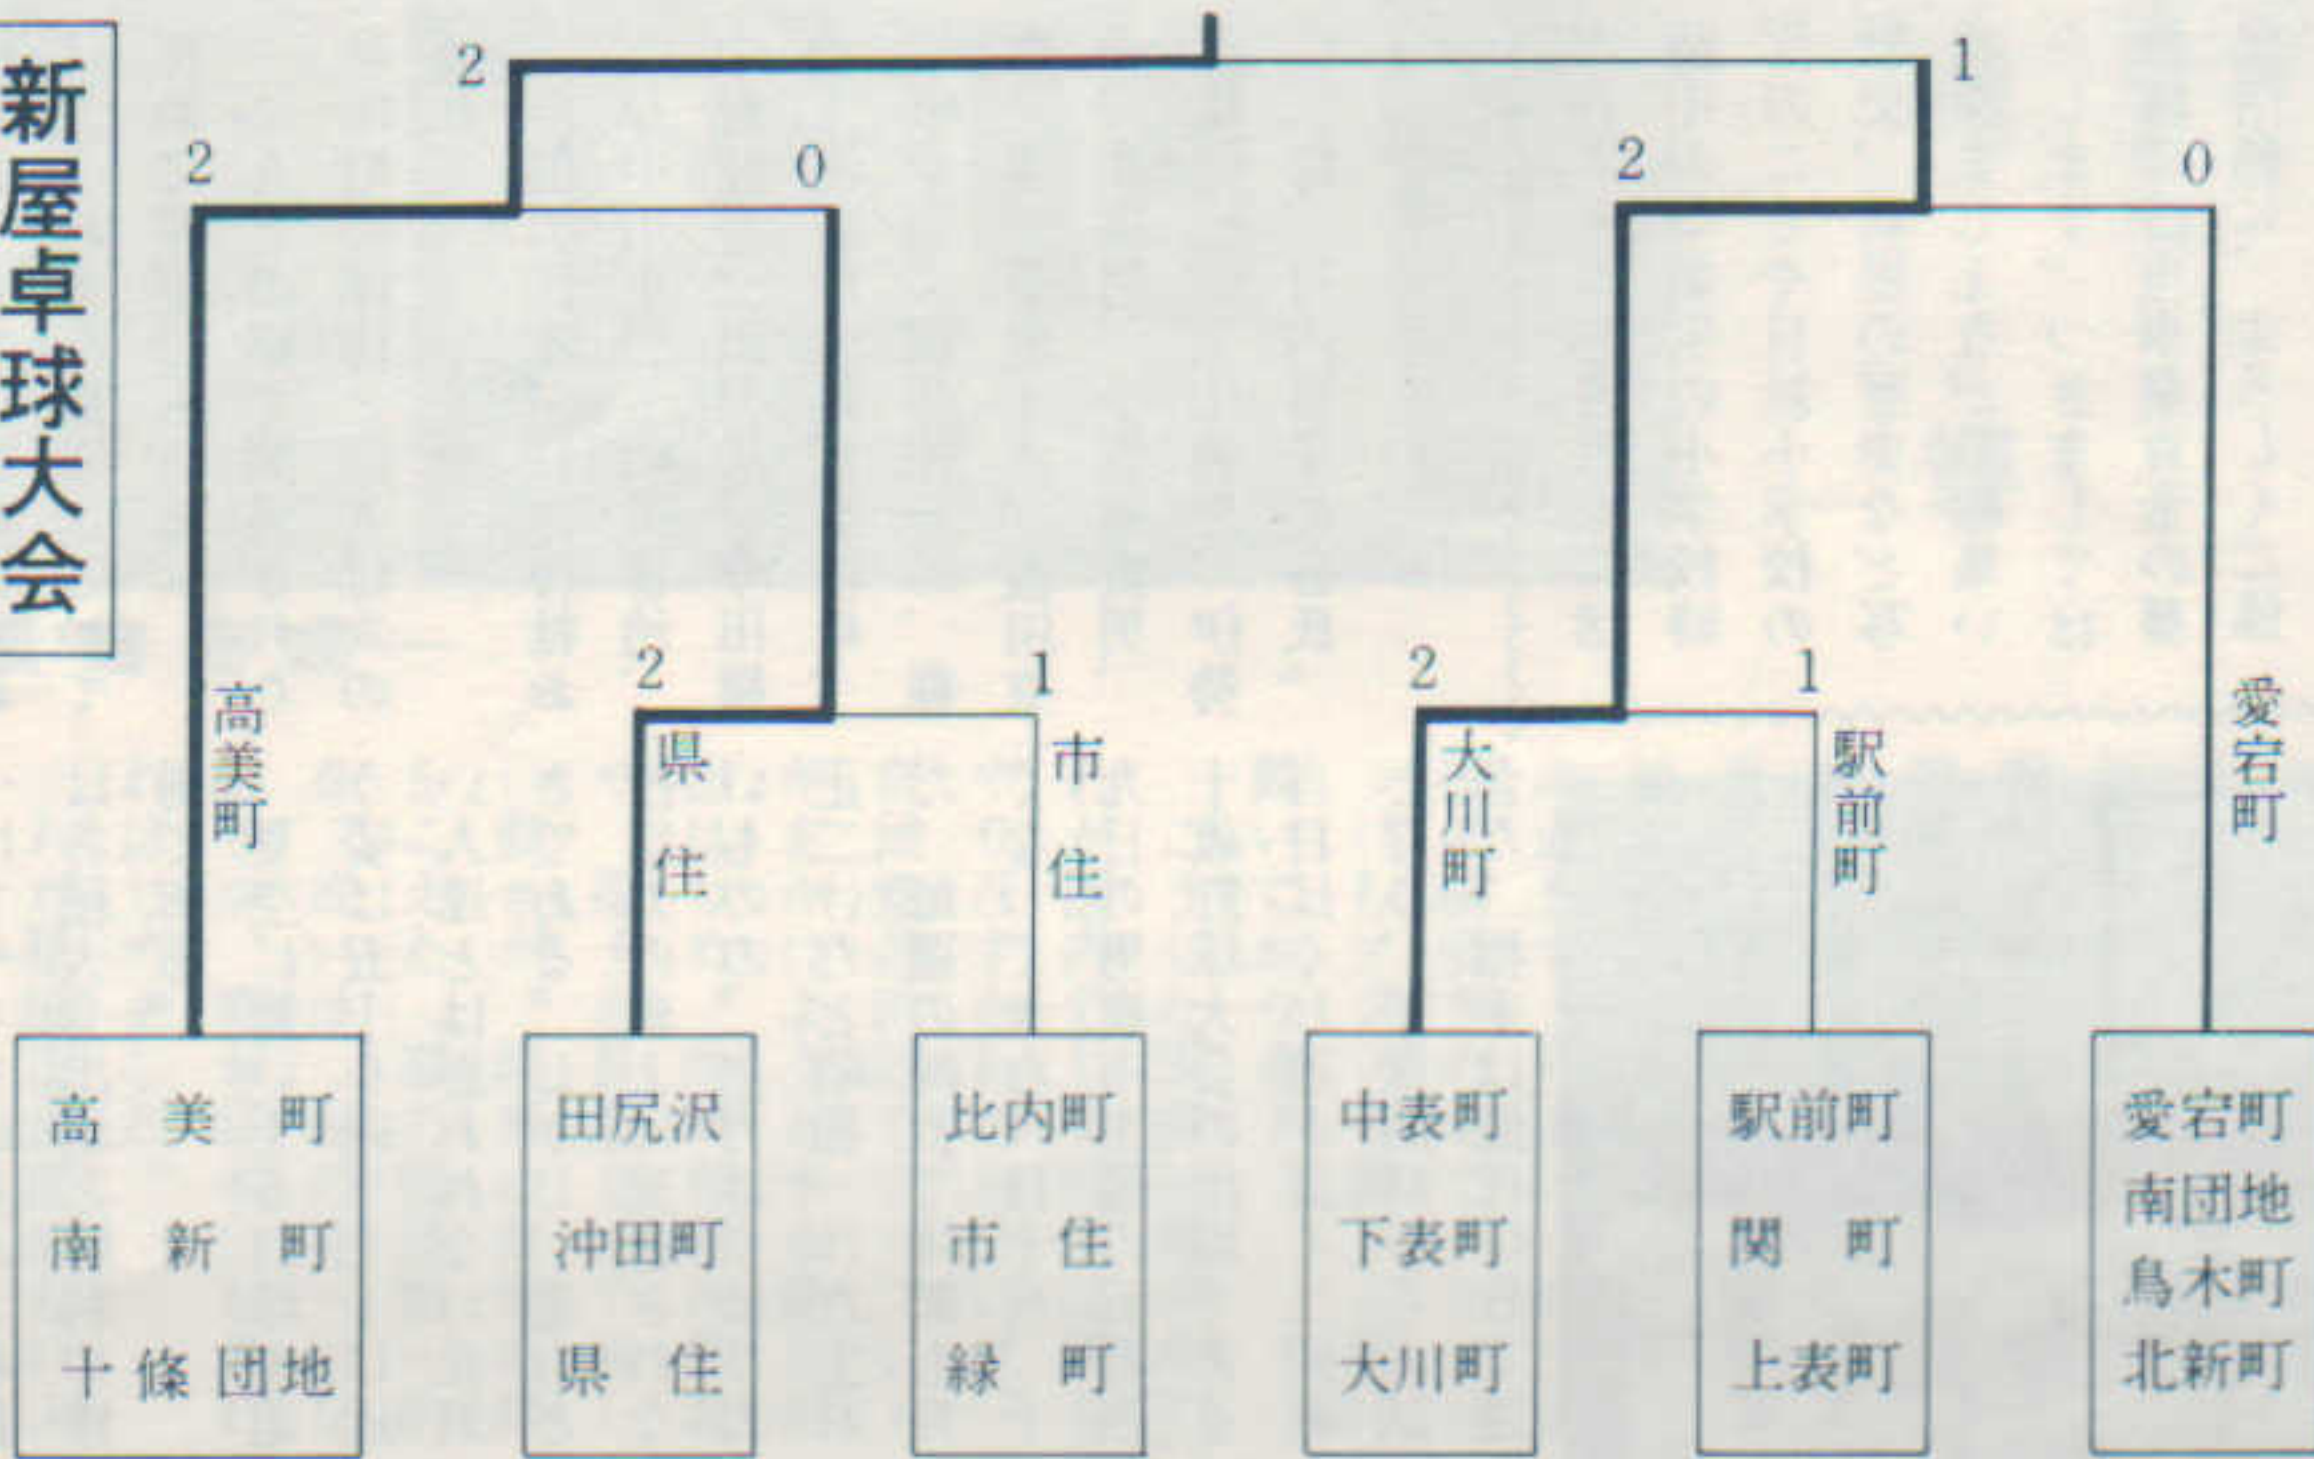 新屋卓球大会
2
1
2
0
2
0
高美町
2
1
2
1
愛宕町
県住
市住
大川町
駅前町
高美町
南新町
十條団地
田尻沢
沖田町
県住
比内町
市住
緑町
中表町
下表町
大川町
駅前町
関町
上表町
愛宕町
南団地
鳥木町
北新町